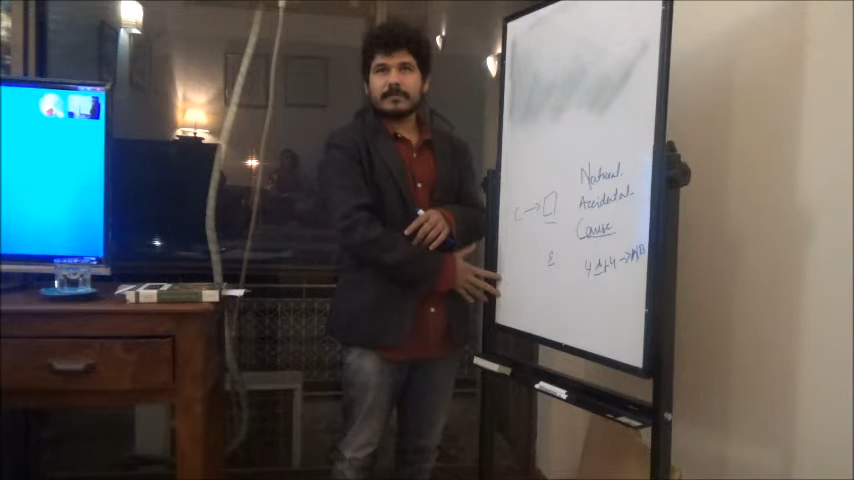 Natural
Accidental
Cause
C →
ε